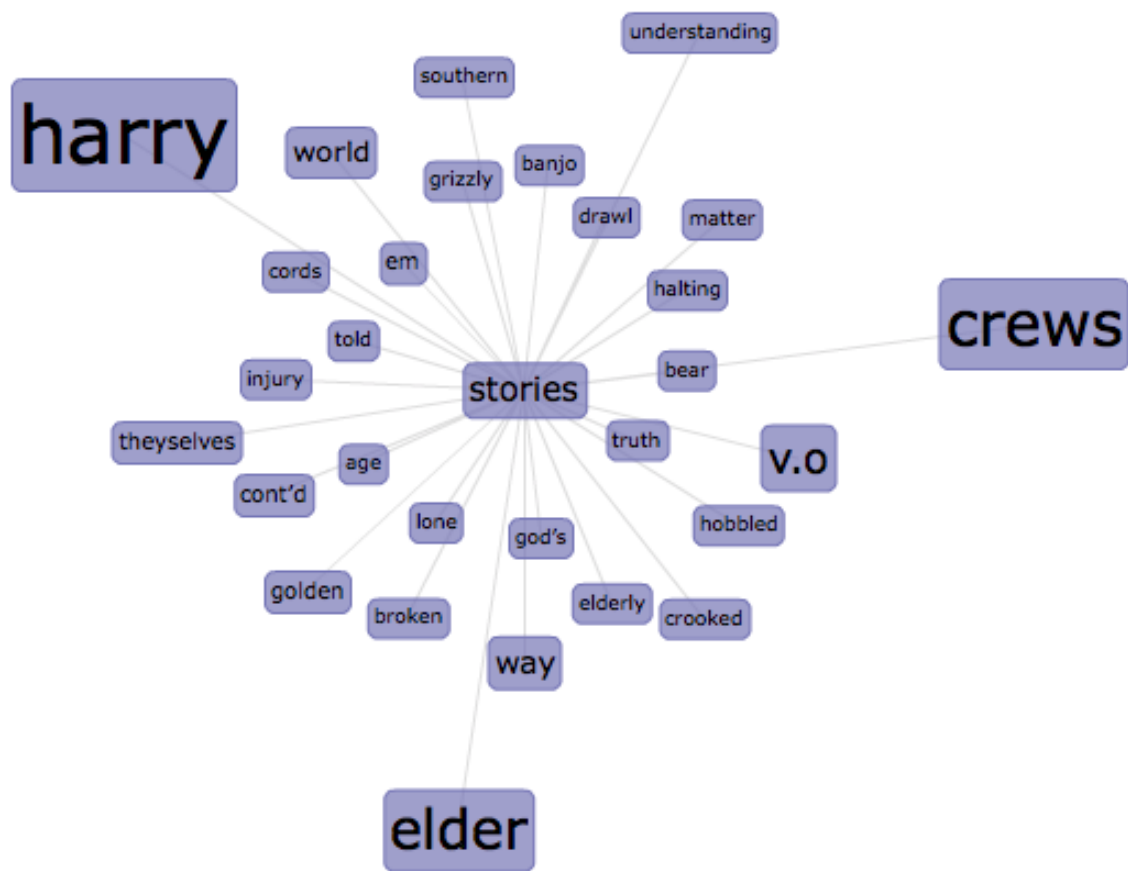 understanding
southern
harry
world
banjo
grizzly
drawl
matter
em
cords
halting
crews
told
bear
injury
stories
theyselves
truth
age
v.o
cont’d
lone
hobbled
god’s
golden
elderly
broken
crooked
way
elder